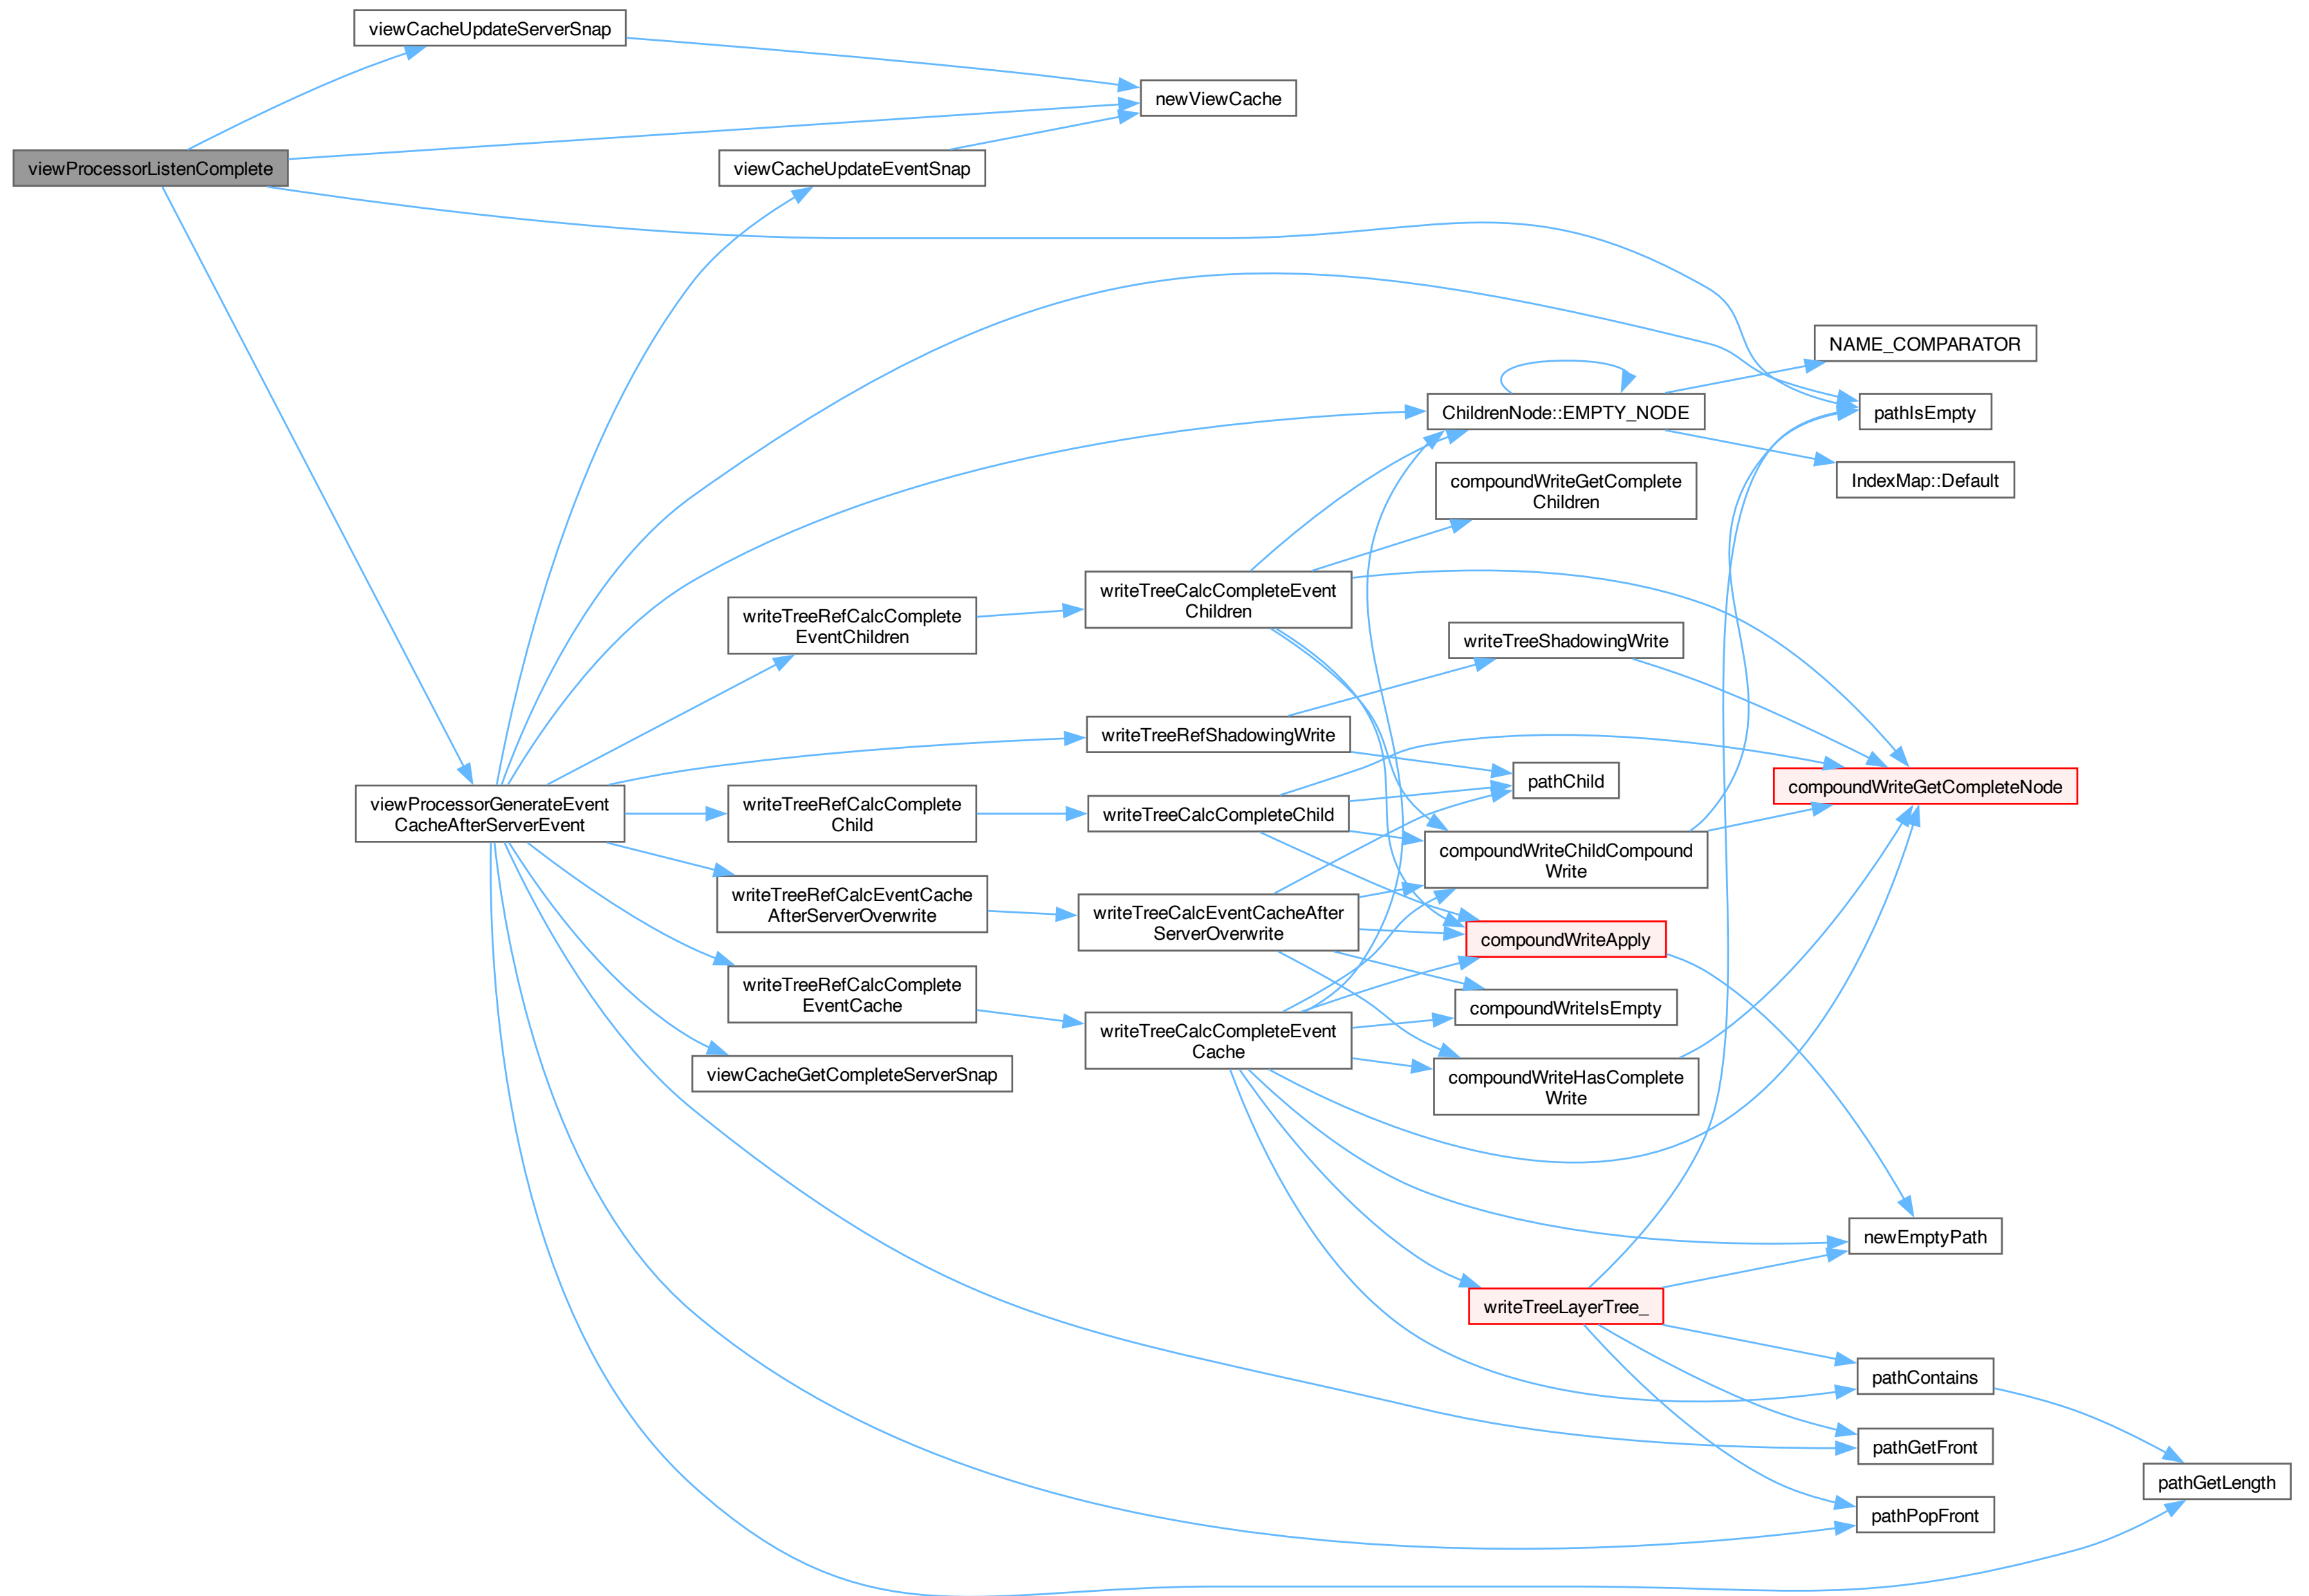 viewCacheUpdateServerSnap
newViewCache
viewProcessorListenComplete
viewCacheUpdateEventSnap
NAME_COMPARATOR
ChildrenNode::EMPTY_NODE
pathIsEmpty
compoundWriteGetComplete
Children
IndexMap::Default
writeTreeCalcCompleteEvent
Children
writeTreeRefCalcComplete
EventChildren
writeTreeShadowingWrite
writeTreeRefShadowingWrite
pathChild
compoundWriteGetCompleteNode
viewProcessorGenerateEvent
CacheAfterServerEvent
writeTreeRefCalcComplete
Child
writeTreeCalcCompleteChild
compoundWriteChildCompound
Write
writeTreeRefCalcEventCache
AfterServerOverwrite
writeTreeCalcEventCacheAfter
ServerOverwrite
compoundWriteApply
writeTreeRefCalcComplete
EventCache
compoundWriteIsEmpty
writeTreeCalcCompleteEvent
Cache
viewCacheGetCompleteServerSnap
compoundWriteHasComplete
Write
newEmptyPath
writeTreeLayerTree_
pathContains
pathGetFront
pathGetLength
pathPopFront